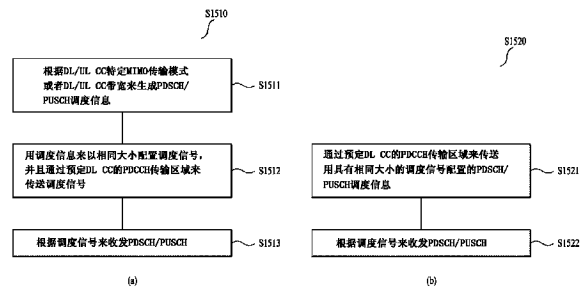 S1510
根据DL/UL CC特定MIMO传输模式
或者DL/UL CC带宽来生成PDSCH/
PUSCH调度信息
S1511
用调度信息来以相同大小配置调度信号,
并且通过预定DL CC的PDCCH传输区域来
传送调度信号
S1512
根据调度信号来收发PDSCH/PUSCH
S1513
(a)
S1520
通过预定DL CC的PDCCH传输区域来传送
用具有相同大小的调度信号配置的PDSCH/
PUSCH调度信息
S1521
根据调度信号来收发PDSCH/PUSCH
S1522
(b)